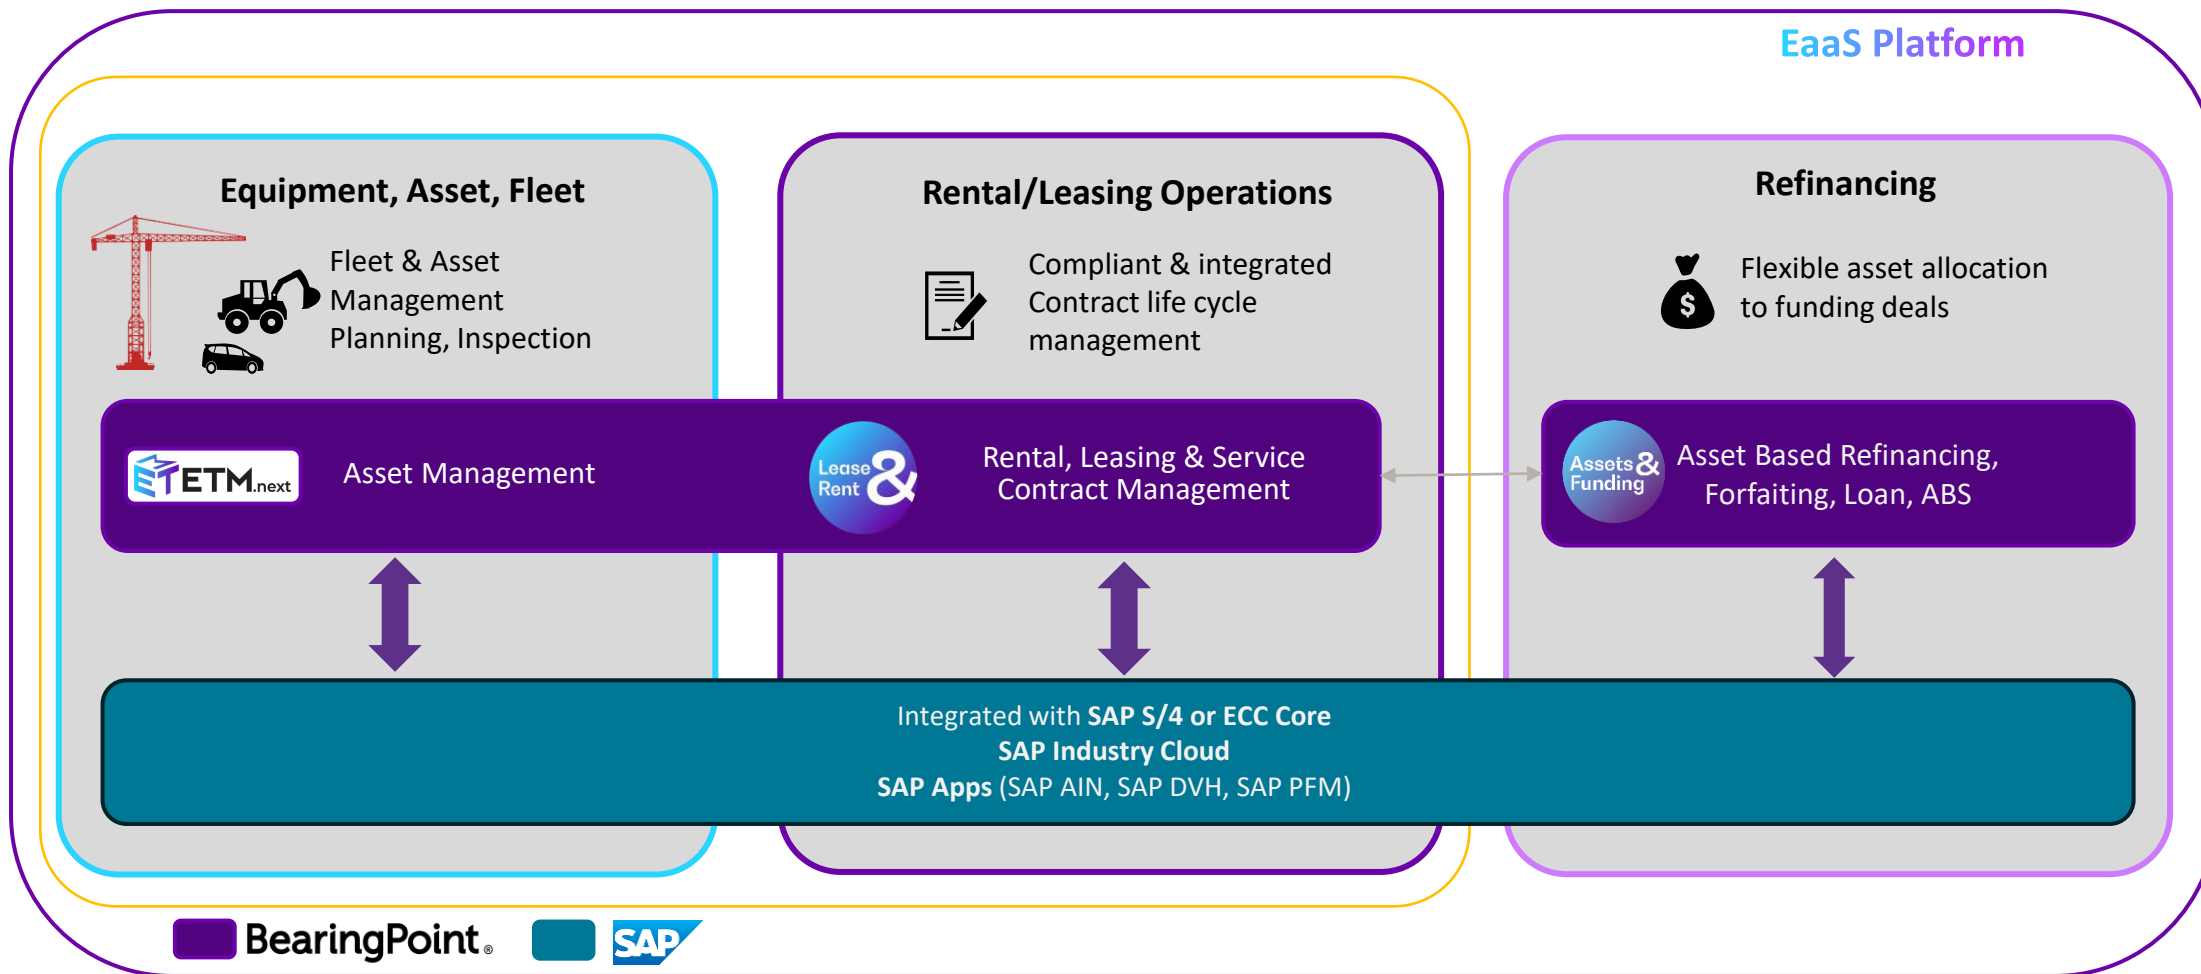 EaaS Platform
Equipment, Asset, Fleet
Fleet & Asset
Management
Planning, Inspection
Rental/Leasing Operations
Compliant & integrated
Contract life cycle
management
Refinancing
$
Flexible asset allocation
to funding deals
ETM.next
Asset Management
Lease &
Rent
Rental, Leasing & Service
Contract Management
Assets &
Funding
Asset Based Refinancing,
Forfaiting, Loan, ABS
Integrated with SAP S/4 or ECC Core
SAP Industry Cloud
SAP Apps (SAP AIN, SAP DVH, SAP PFM)
BearingPoint®
SAP